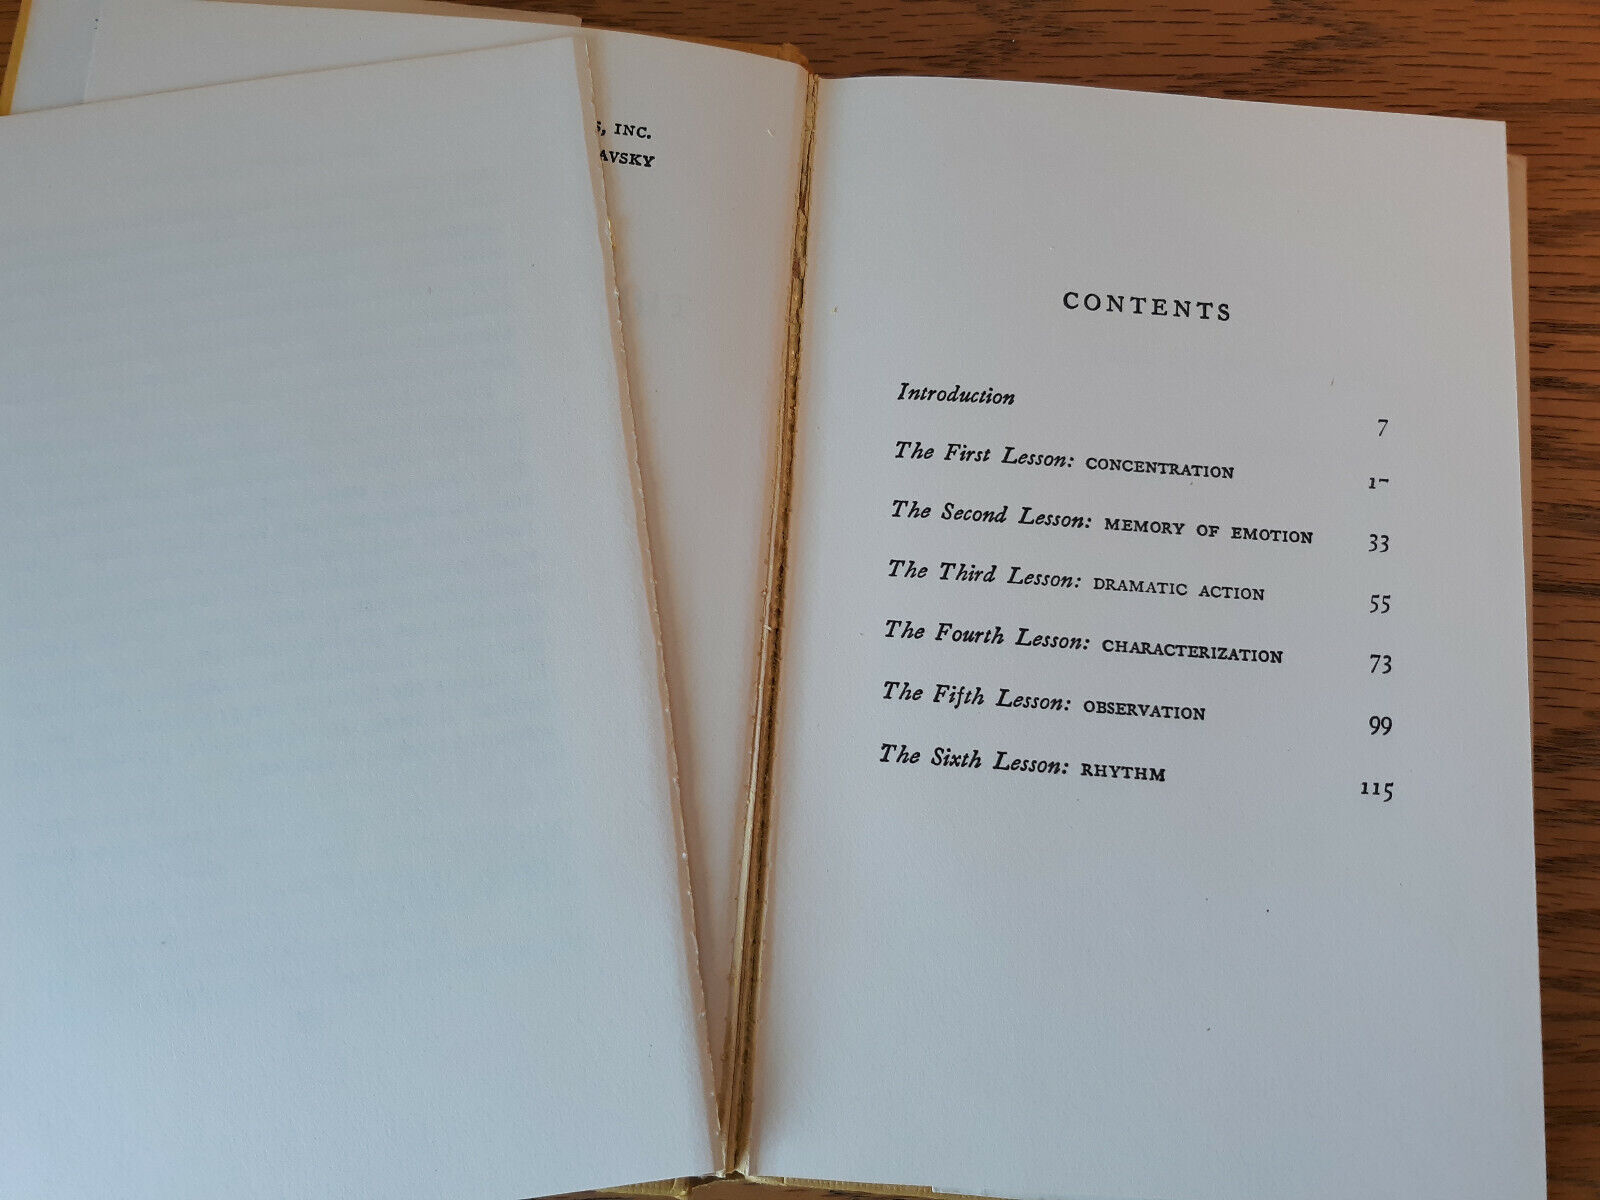 , INC.
AVSKY
CONTENTS
Introduction 7
The First Lesson: CONCENTRATION
The Second Lesson: MEMORY OF EMOTION 33
The Third Lesson: DRAMATIC ACTION 55
The Fourth Lesson: CHARACTERIZATION 73
The Fifth Lesson: OBSERVATION 99
The Sixth Lesson: RHYTHM 115